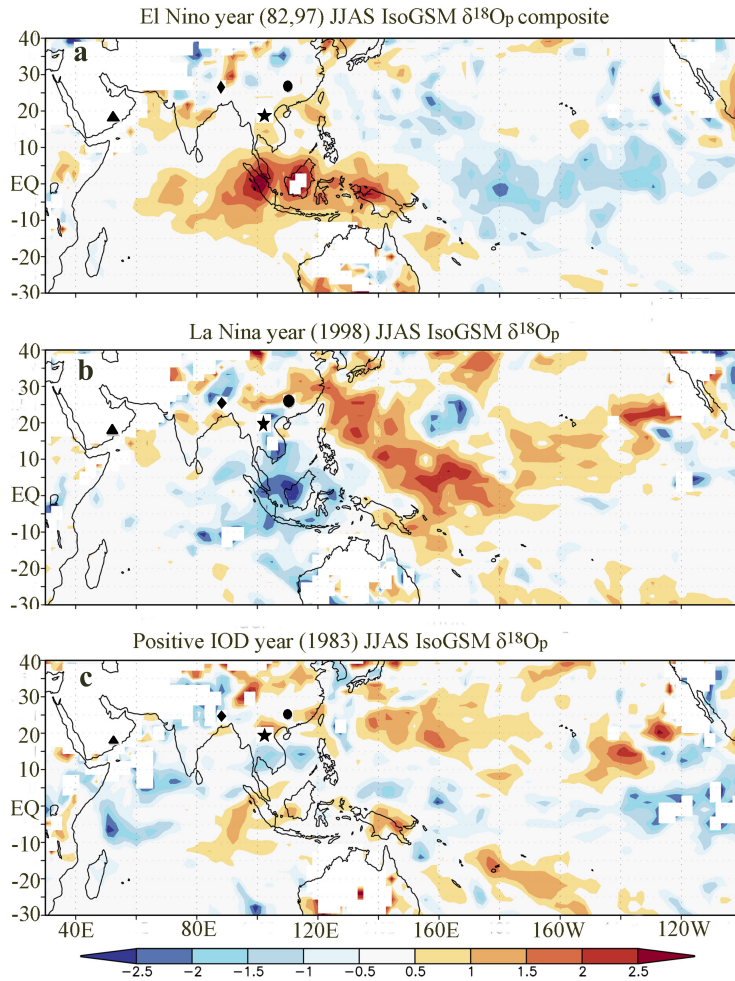 El Nino year (82,97) JJAS IsoGSM δ¹⁸Op composite
a
40
30
20
10
EQ
-10
-20
-30
La Nina year (1998) JJAS IsoGSM δ¹⁸Op
b
40
30
20
10
EQ
-10
-20
-30
Positive IOD year (1983) JJAS IsoGSM δ¹⁸Op
c
40
30
20
10
EQ
-10
-20
-30
40E 80E 120E 160E 160W 120W
−2.5 −2 −1.5 −1 −0.5 0.5 1 1.5 2 2.5